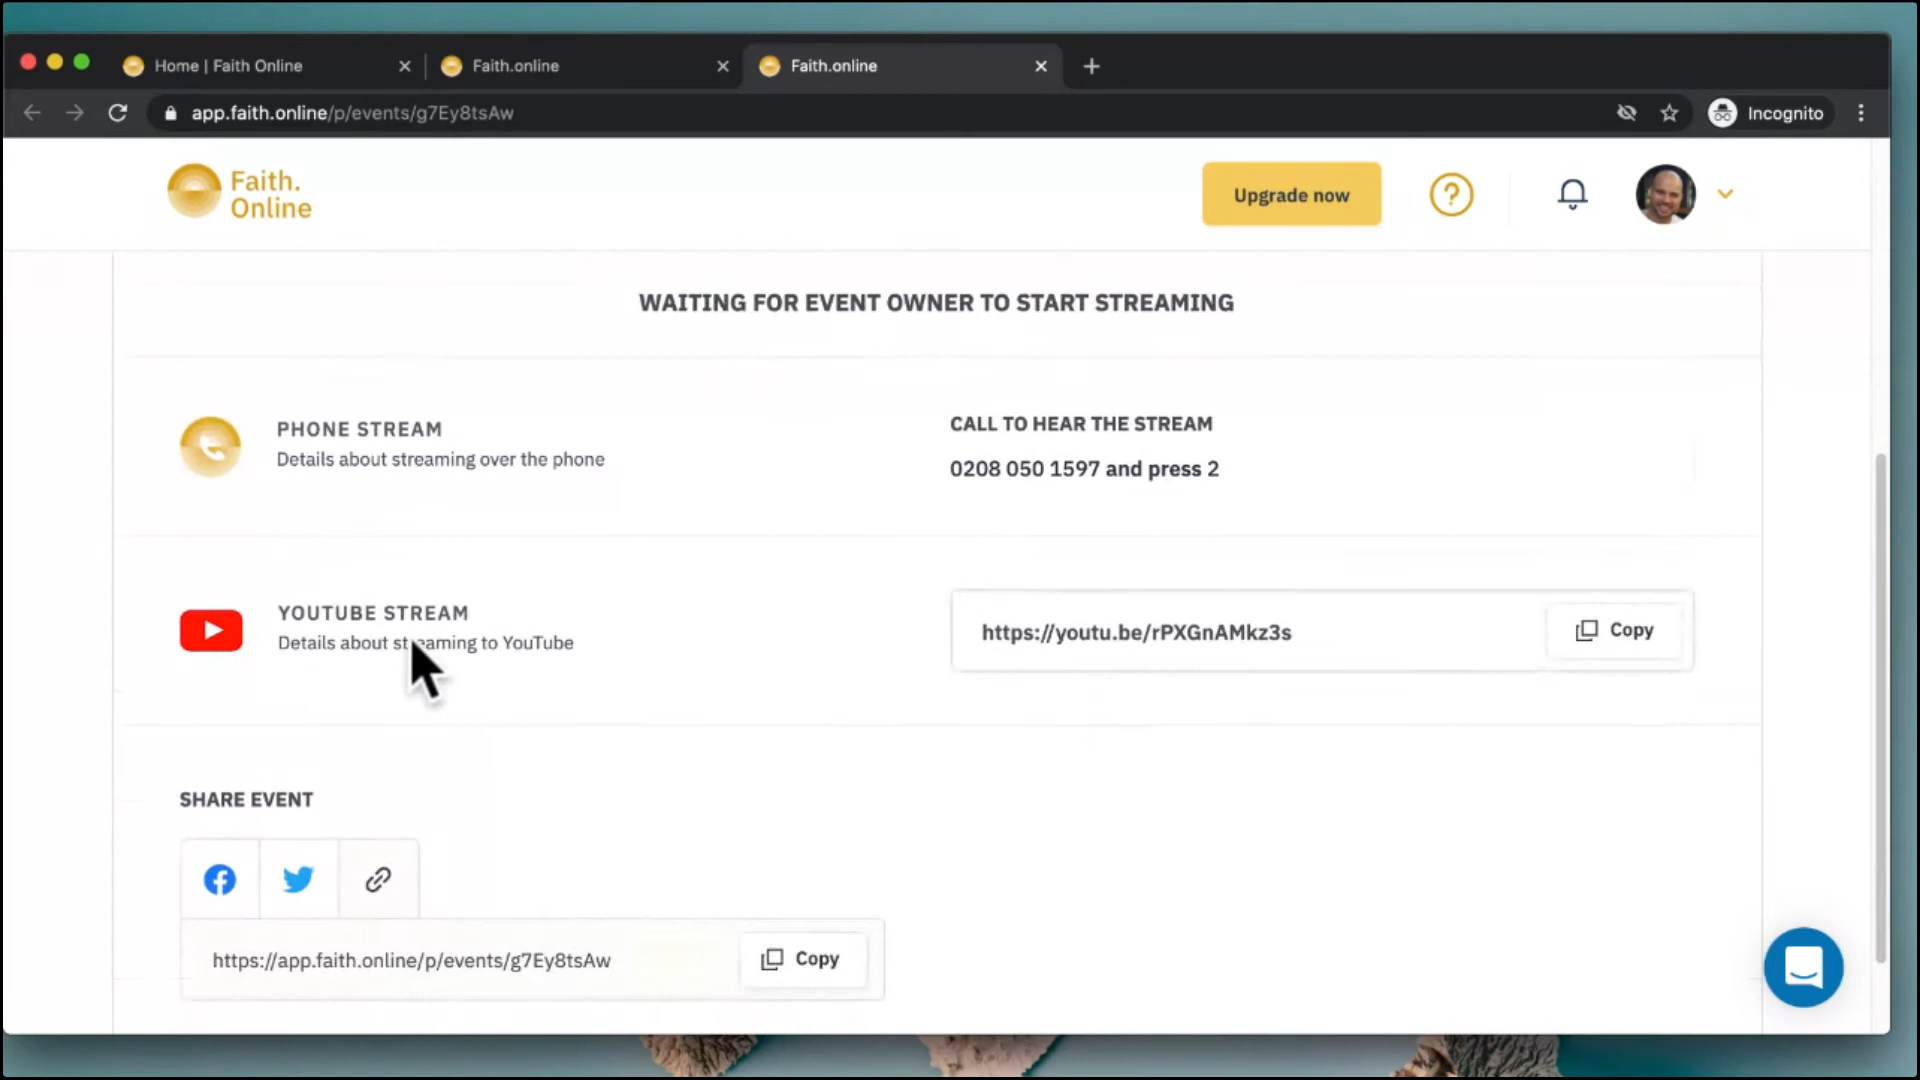 Home | Faith Online
Faith.online
Faith.online
app.faith.online/p/events/g7Ey8tsAw
Incognito
Faith.
Online
Upgrade now
?
WAITING FOR EVENT OWNER TO START STREAMING
PHONE STREAM
Details about streaming over the phone
CALL TO HEAR THE STREAM
0208 050 1597 and press 2
YOUTUBE STREAM
Details about streaming to YouTube
https://youtu.be/rPXGnAMkz3s
Copy
SHARE EVENT
https://app.faith.online/p/events/g7Ey8tsAw
Copy